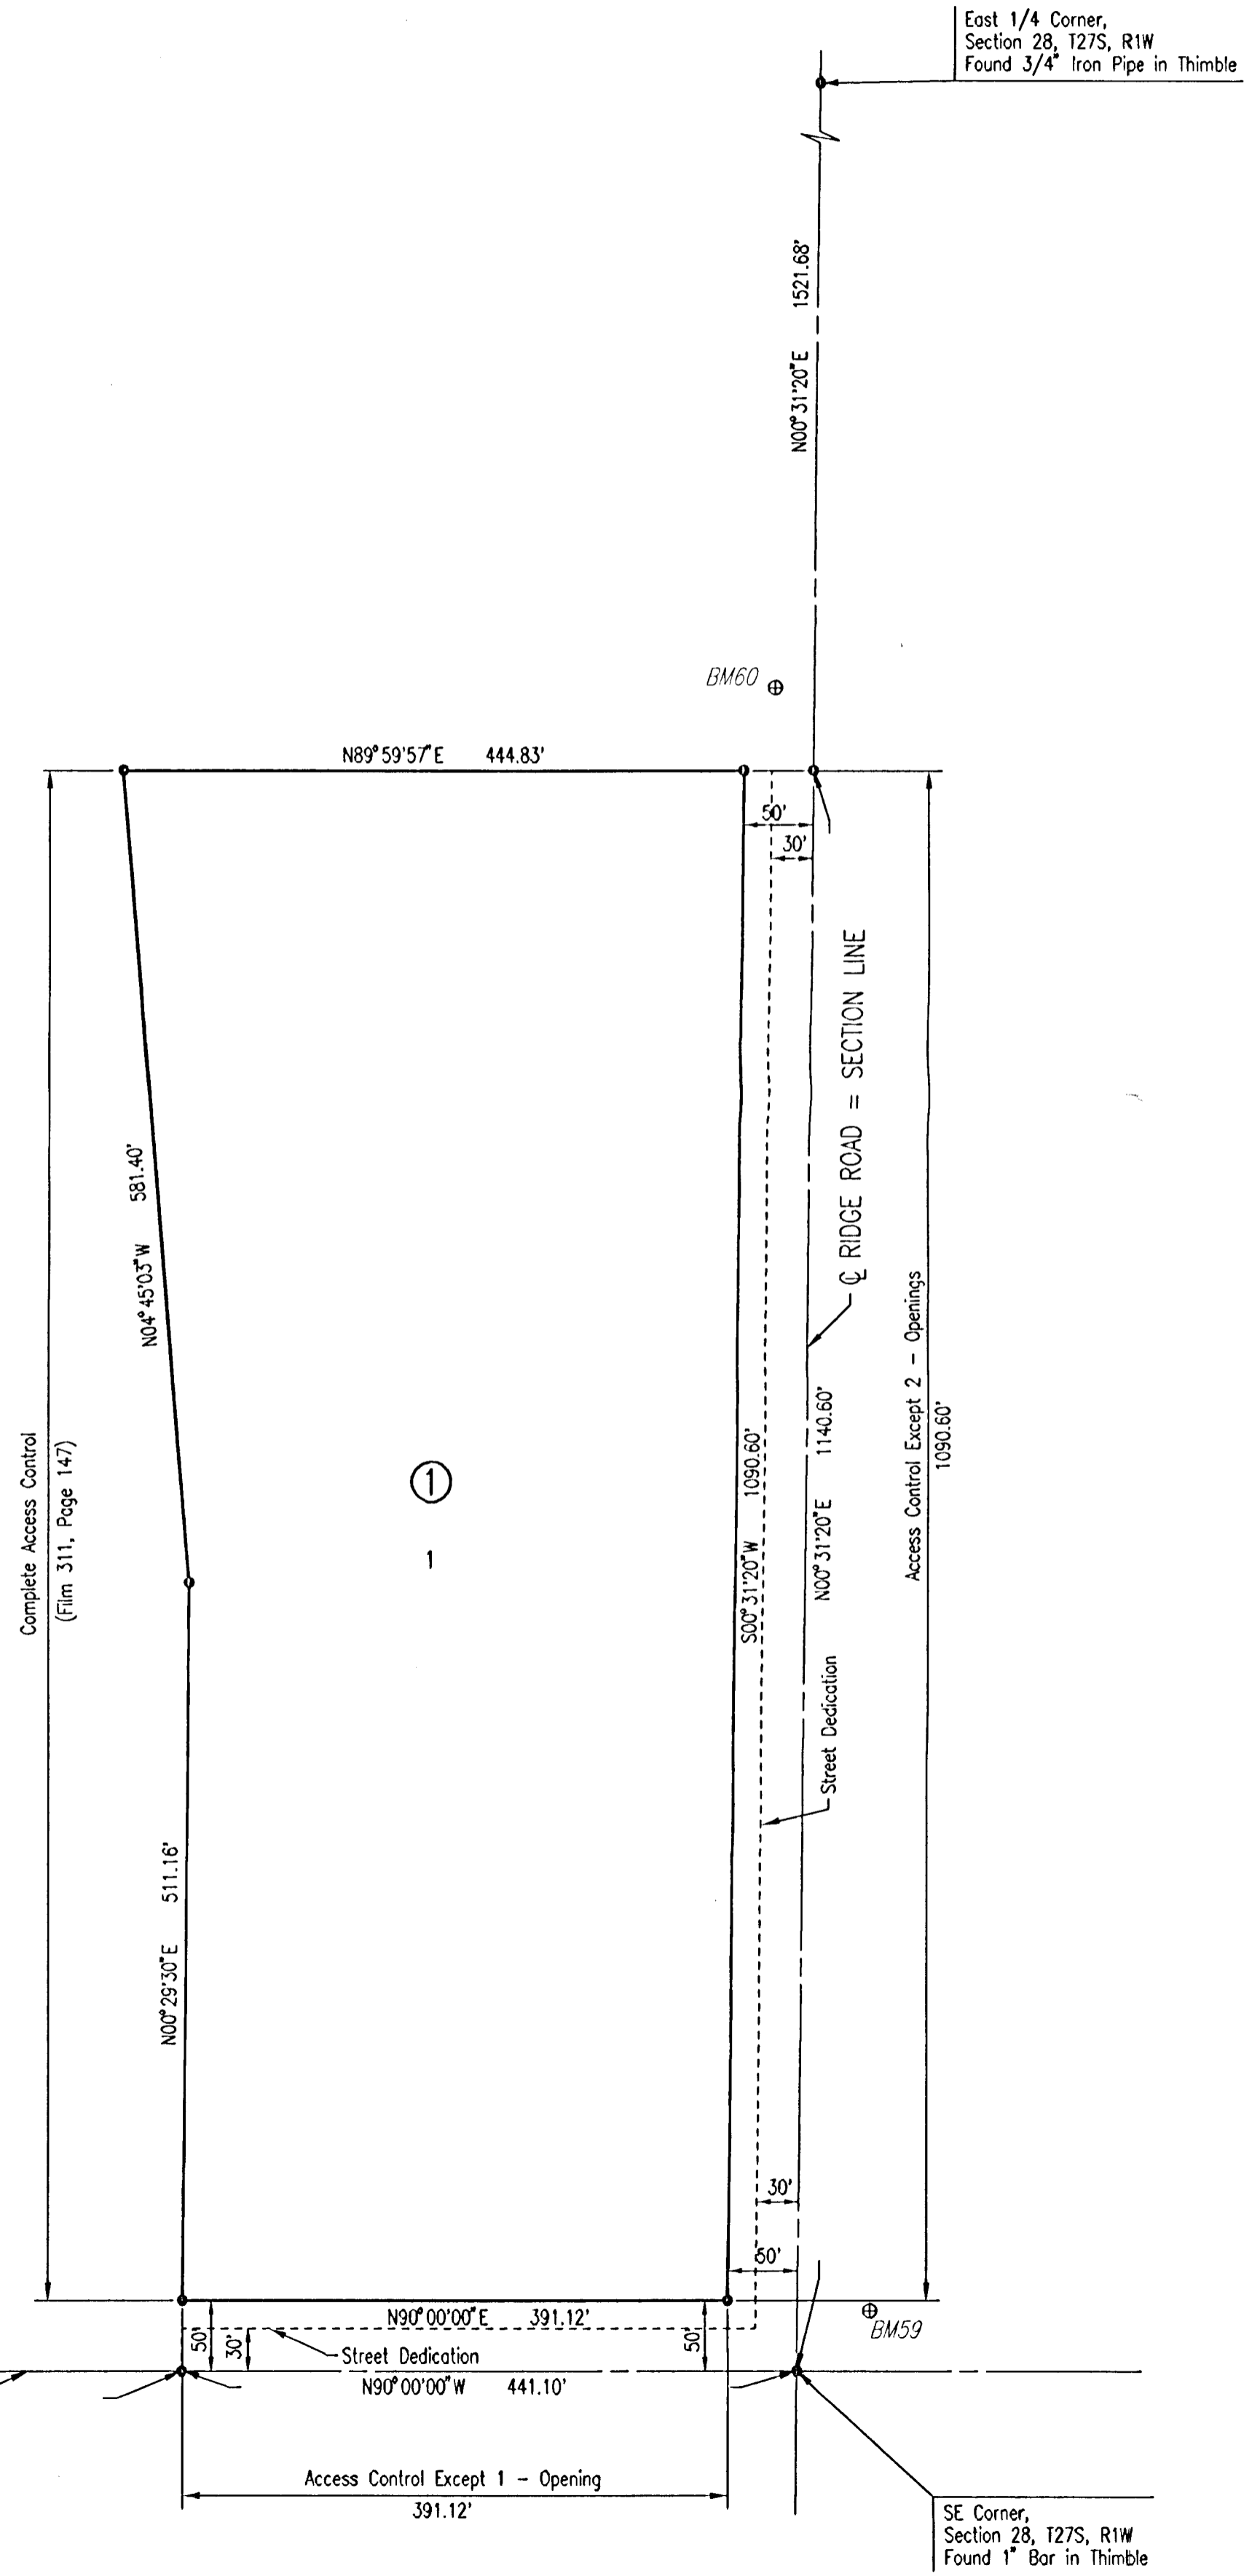 East 1/4 Corner,
Section 28, T27S, R1W
Found 3/4" Iron Pipe in Thimble
N00°31'20"E 1521.68'
BM60
N89°59'57"E 444.83'
50'
30'
N04°45'03"W 581.40'
℄ RIDGE ROAD = SECTION LINE
Complete Access Control
(Film 311, Page 147)
1
1
S00°31'20"W 1090.60'
N00°31'20"E 1140.60'
Access Control Except 2 - Openings
1090.60'
Street Dedication
N00°29'30"E 511.16'
30'
50'
N90°00'00"E 391.12'
50'
30'
Street Dedication
50'
BM59
N90°00'00"W 441.10'
Access Control Except 1 - Opening
391.12'
SE Corner,
Section 28, T27S, R1W
Found 1" Bar in Thimble